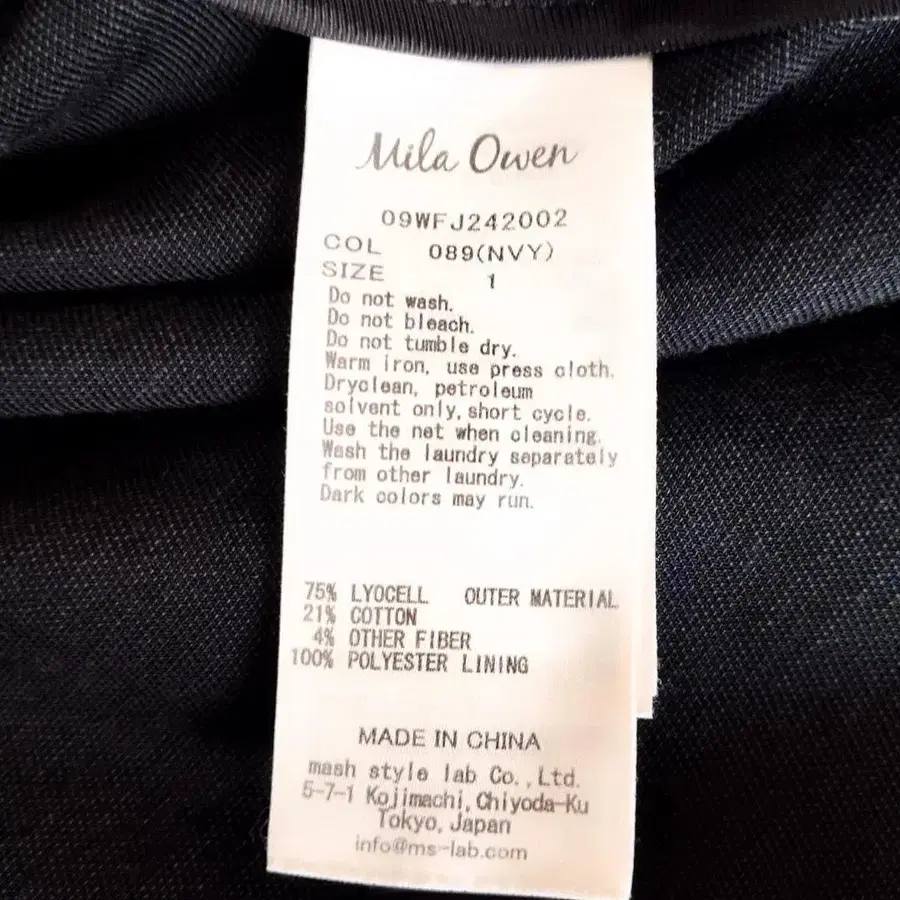 Mila Owen
09WFJ242002
COL 089(NVY)
SIZE 1
Do not wash.
Do not bleach.
Do not tumble dry.
Warm iron, use press cloth.
Dryclean, petroleum
solvent only, short cycle.
Use the net when cleaning.
Wash the laundry separately
from other laundry.
Dark colors may run.
75% LYOCELL OUTER MATERIAL
21% COTTON
4% OTHER FIBER
100% POLYESTER LINING
MADE IN CHINA
mash style lab Co.,Ltd.
5-7-1 Kojimachi, Chiyoda-Ku
Tokyo, Japan
info@ms-lab.com